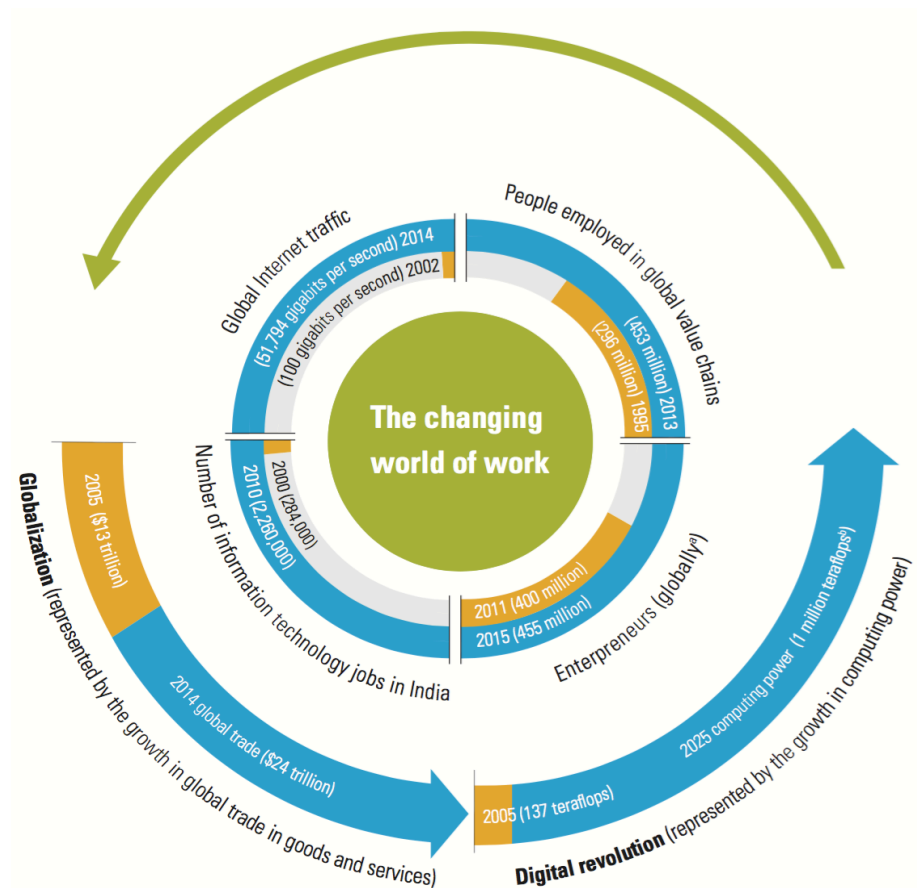 Global Internet traffic
(51,794 gigabits per second) 2014
(100 gigabits per second) 2002
People employed in global value chains
(453 million) 2013
(296 million) 1995
The changing
world of work
Number of information technology jobs in India
2010 (2,260,000)
2000 (284,000)
2011 (400 million)
2015 (455 million)
Enterpreneurs (globallyᵃ)
Globalization (represented by the growth in global trade in goods and services)
2005 ($13 trillion)
2014 global trade ($24 trillion)
2005 (137 teraflops)
2025 computing power (1 million teraflopsᵇ)
Digital revolution (represented by the growth in computing power)